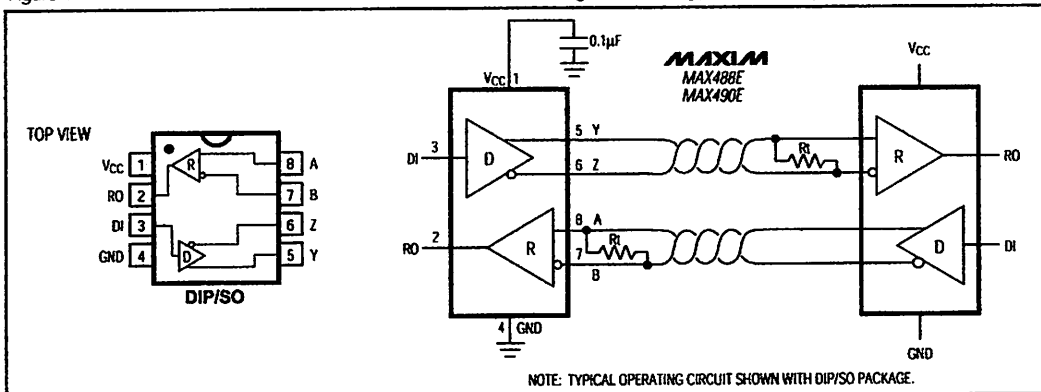 TOP VIEW
VCC 1
RO 2
DI 3
GND 4
8 A
7 B
6 Z
5 Y
R
D
DIP/SO
0.1µF
VCC 1
MAXIM
MAX488E
MAX490E
VCC
DI 3
D
5 Y
6 Z
Rt
R
RO
RO 2
R
8 A
7
B
Rt
D
DI
4 GND
GND
NOTE: TYPICAL OPERATING CIRCUIT SHOWN WITH DIP/SO PACKAGE.